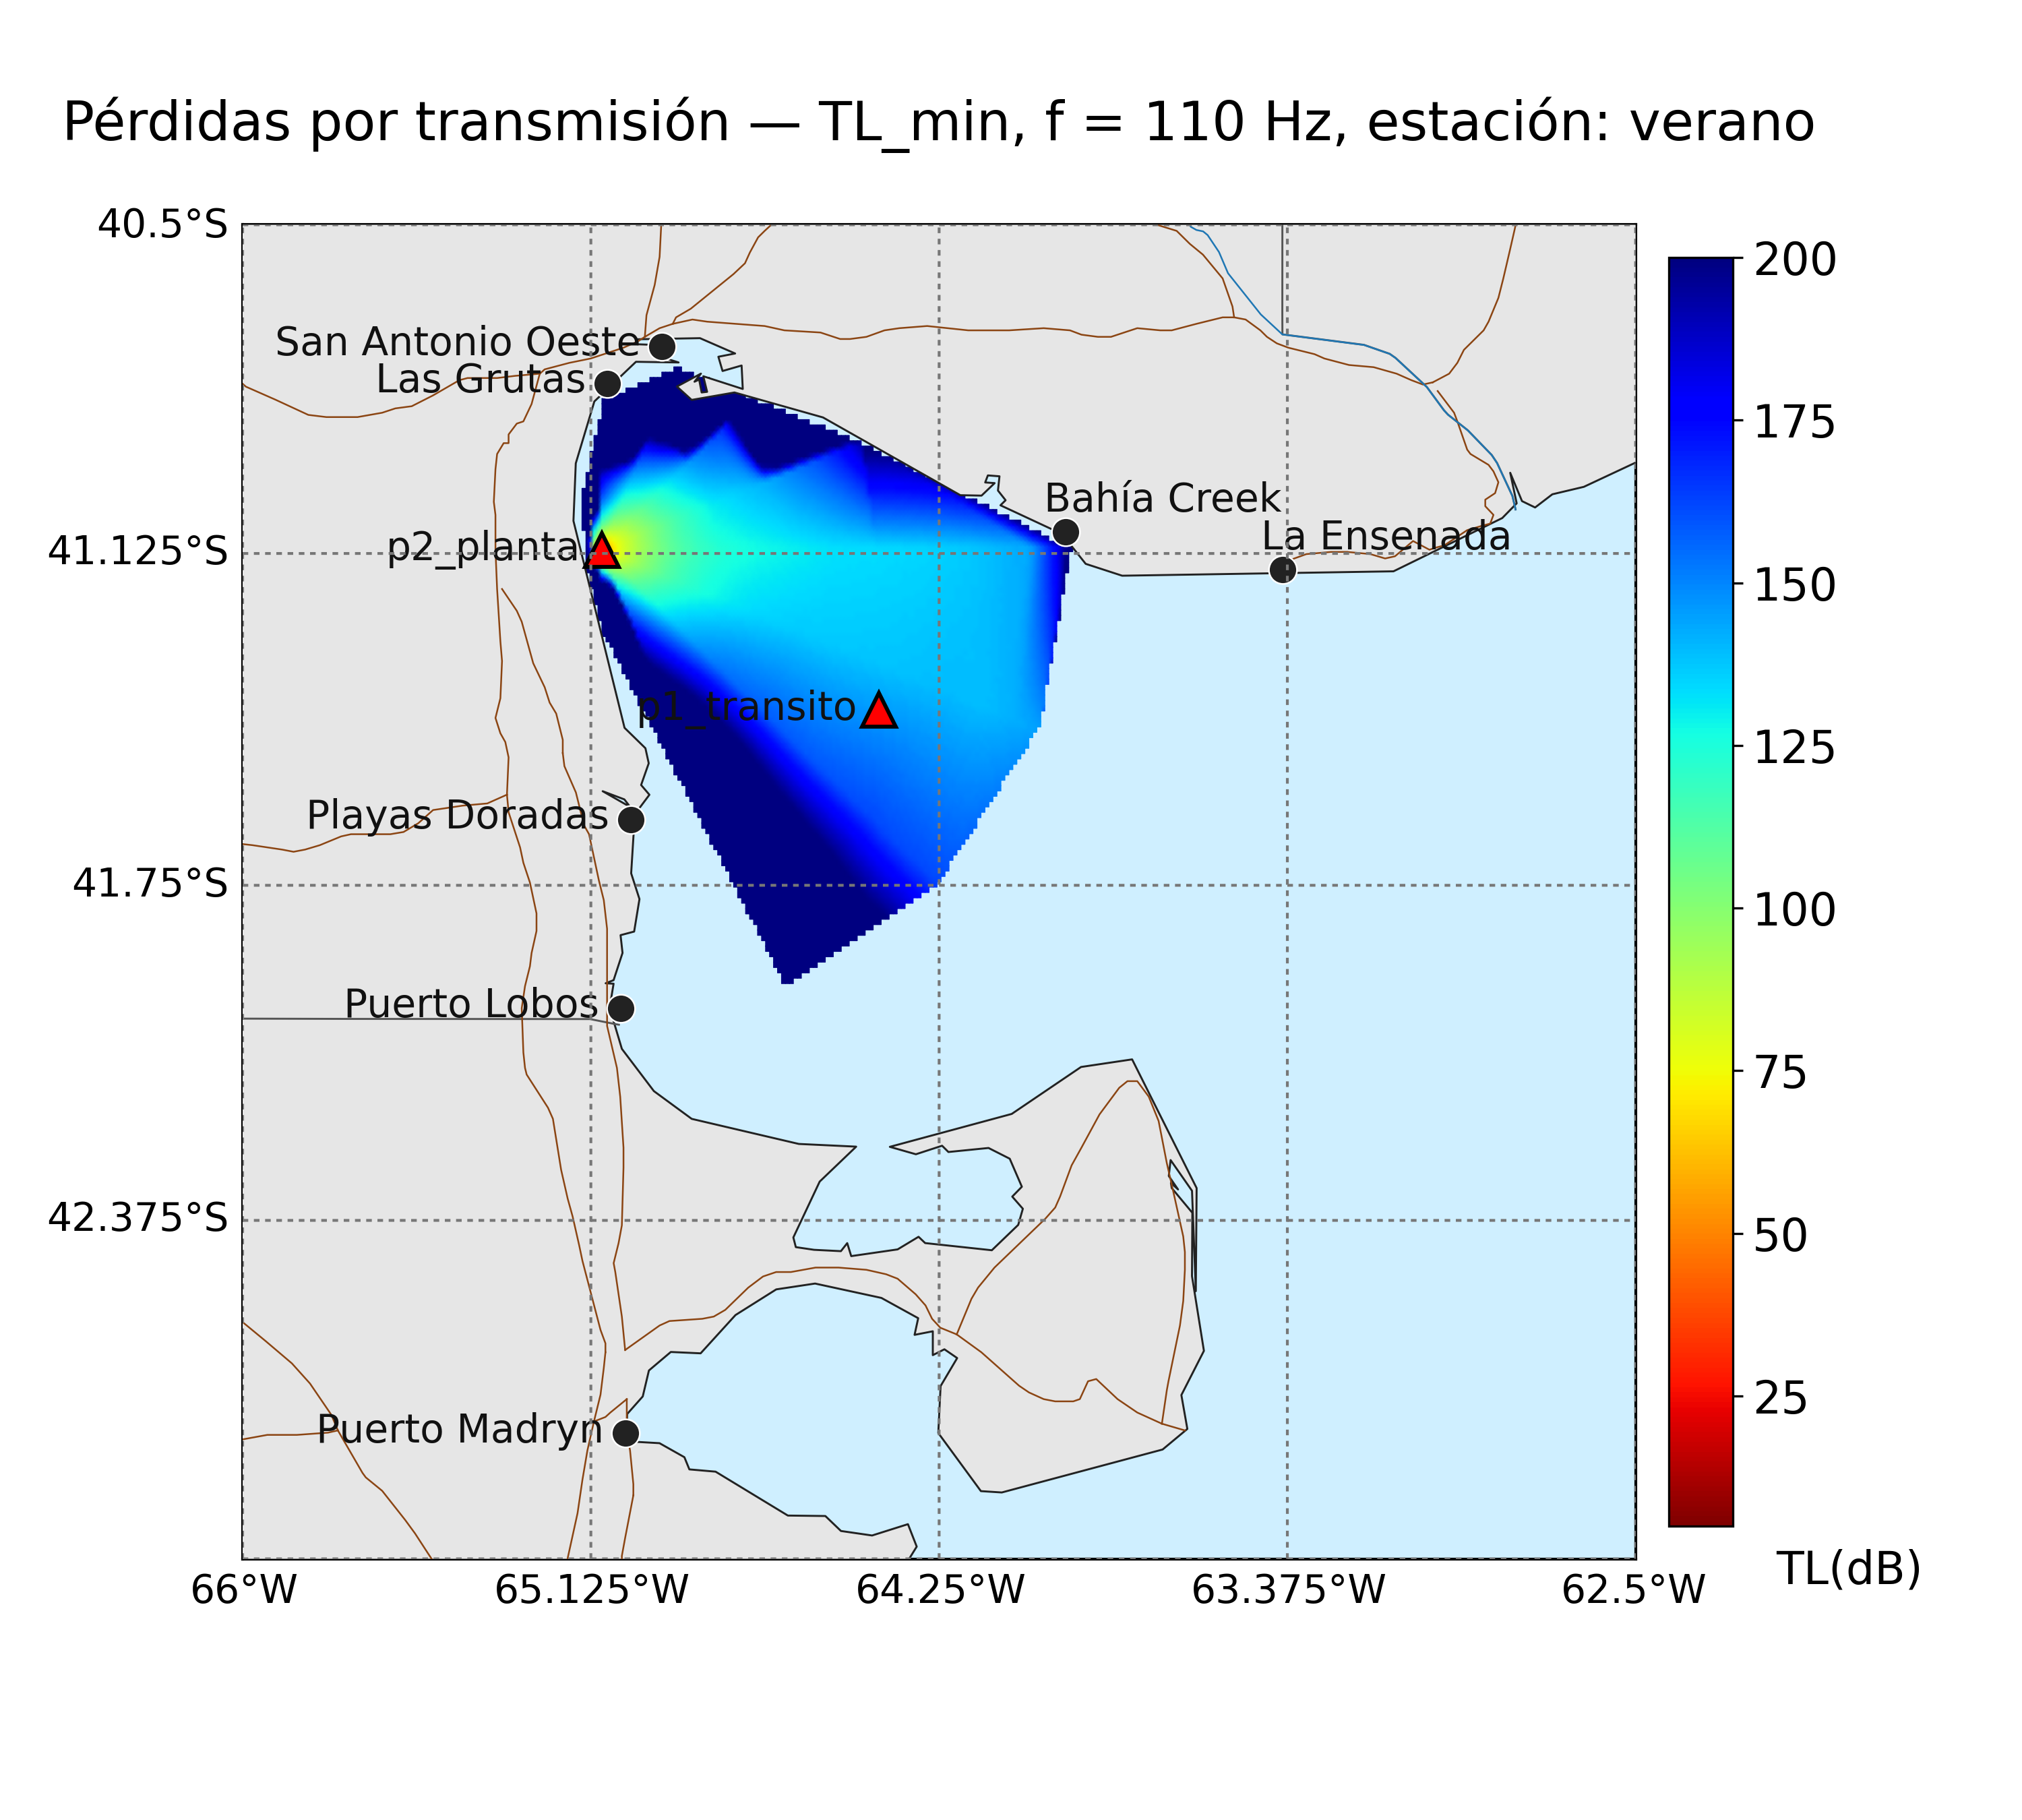 Pérdidas por transmisión — TL_min, f = 110 Hz, estación: verano
40.5°S
200
San Antonio Oeste
Las Grutas
175
Bahía Creek
La Ensenada
p2_planta
41.125°S
150
p1_transito
125
Playas Doradas
41.75°S
100
Puerto Lobos
75
42.375°S
50
25
Puerto Madryn
TL(dB)
66°W
65.125°W
64.25°W
63.375°W
62.5°W